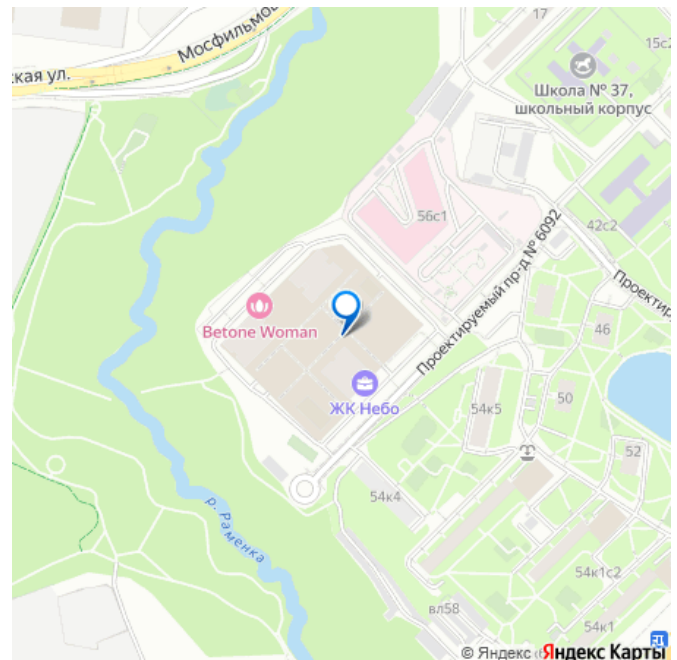 17
Мосфильмов
ская ул.
15с2
Школа № 37,
школьный корпус
56с1
42с2
Проектируемый пр-д № 6092
Проектир
Betone Woman
46
ЖК Небо
50
54к5
52
54к4
р. Раменка
54к1с2
вл58
54к1
© Яндекс
Яндекс Карты